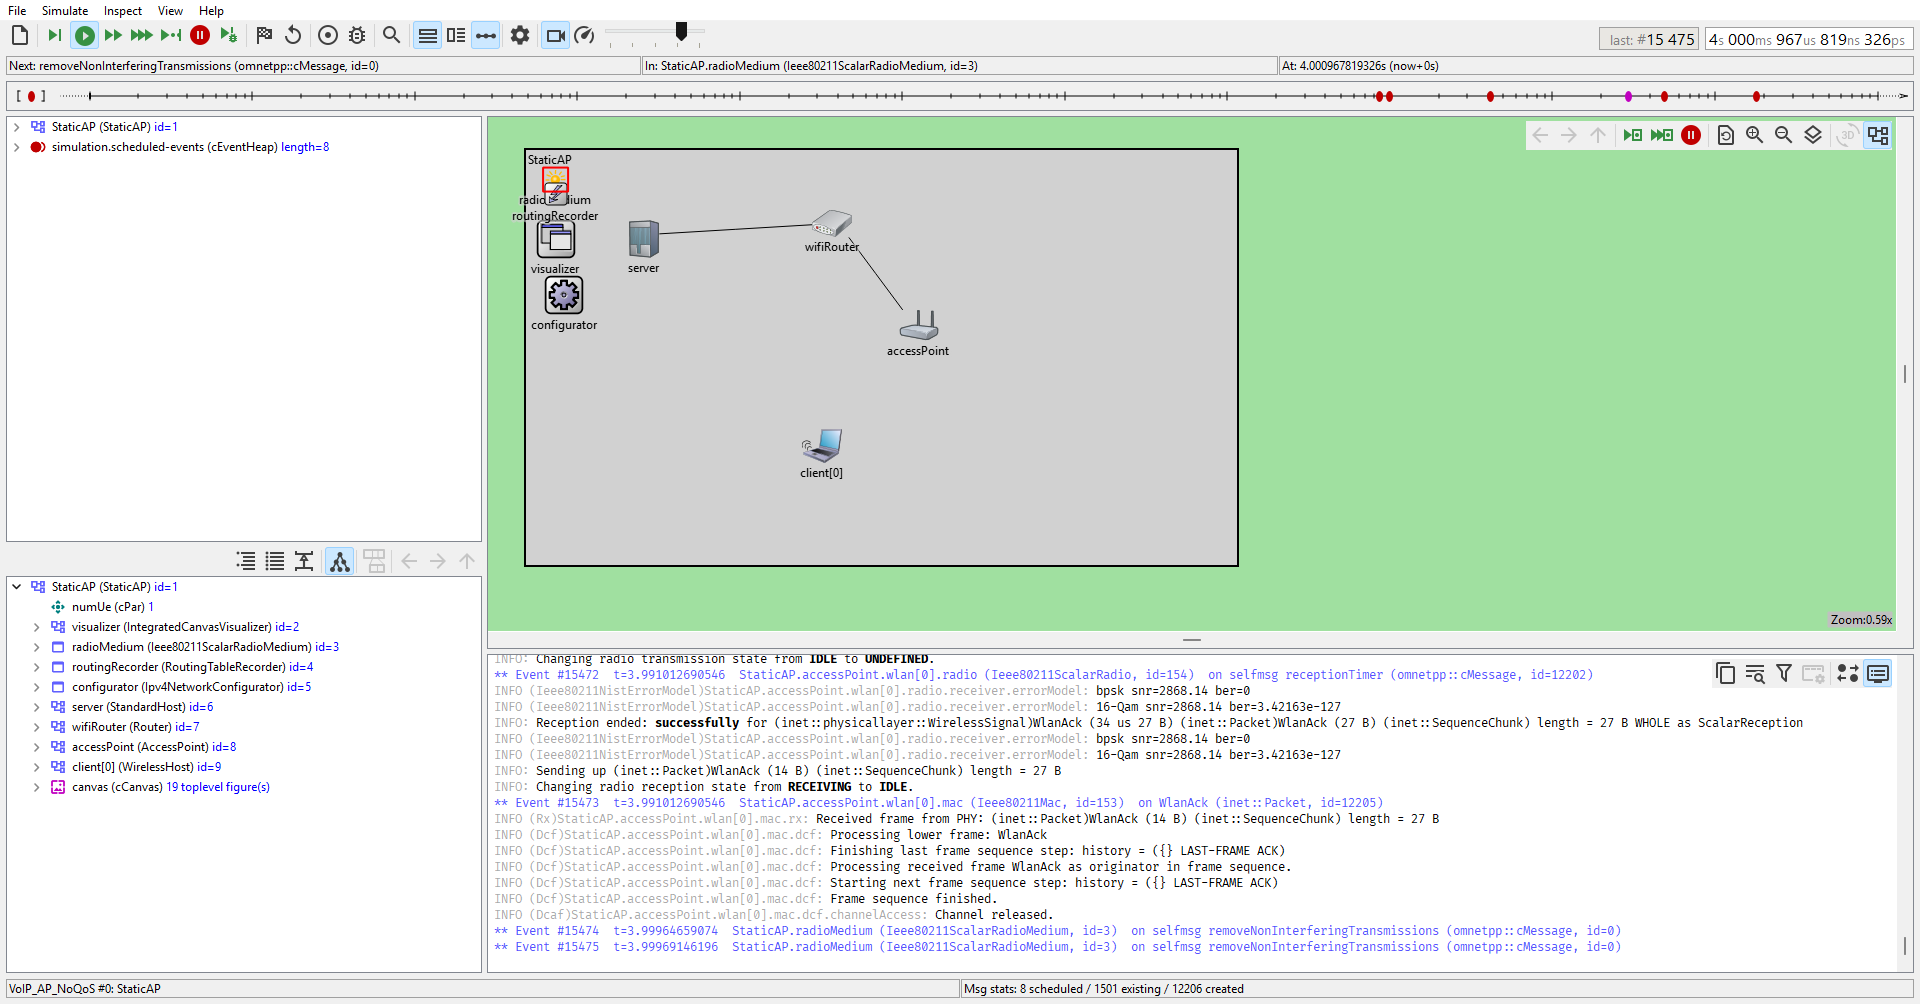 File Simulate Inspect View Help
last: #15 475
4s 000ms 967us 819ns 326ps
Next: removeNonInterferingTransmissions (omnetpp::cMessage, id=0)
In: StaticAP.radioMedium (Ieee80211ScalarRadioMedium, id=3)
At: 4.000967819326s (now+0s)
StaticAP (StaticAP) id=1
simulation.scheduled-events (cEventHeap) length=8
3D
StaticAP
routingRecorder
visualizer
configurator
server
wifiRouter
accessPoint
client[0]
Zoom:0.59x
StaticAP (StaticAP) id=1
numUe (cPar) 1
visualizer (IntegratedCanvasVisualizer) id=2
radioMedium (Ieee80211ScalarRadioMedium) id=3
routingRecorder (RoutingTableRecorder) id=4
configurator (Ipv4NetworkConfigurator) id=5
server (StandardHost) id=6
wifiRouter (Router) id=7
accessPoint (AccessPoint) id=8
client[0] (WirelessHost) id=9
canvas (cCanvas) 19 toplevel figure(s)
INFO: Changing radio transmission state from IDLE to UNDEFINED.
** Event #15472  t=3.991012690546  StaticAP.accessPoint.wlan[0].radio (Ieee80211ScalarRadio, id=154)  on selfmsg receptionTimer (omnetpp::cMessage, id=12202)
INFO (Ieee80211NistErrorModel)StaticAP.accessPoint.wlan[0].radio.receiver.errorModel: bpsk snr=2868.14 ber=0
INFO (Ieee80211NistErrorModel)StaticAP.accessPoint.wlan[0].radio.receiver.errorModel: 16-Qam snr=2868.14 ber=3.42163e-127
INFO: Reception ended: successfully for (inet::physicallayer::WirelessSignal)WlanAck (34 us 27 B) (inet::Packet)WlanAck (27 B) (inet::SequenceChunk) length = 27 B WHOLE as ScalarReception
INFO (Ieee80211NistErrorModel)StaticAP.accessPoint.wlan[0].radio.receiver.errorModel: bpsk snr=2868.14 ber=0
INFO (Ieee80211NistErrorModel)StaticAP.accessPoint.wlan[0].radio.receiver.errorModel: 16-Qam snr=2868.14 ber=3.42163e-127
INFO: Sending up (inet::Packet)WlanAck (14 B) (inet::SequenceChunk) length = 27 B
INFO: Changing radio reception state from RECEIVING to IDLE.
** Event #15473  t=3.991012690546  StaticAP.accessPoint.wlan[0].mac (Ieee80211Mac, id=153)  on WlanAck (inet::Packet, id=12205)
INFO (Rx)StaticAP.accessPoint.wlan[0].mac.rx: Received frame from PHY: (inet::Packet)WlanAck (14 B) (inet::SequenceChunk) length = 27 B
INFO (Dcf)StaticAP.accessPoint.wlan[0].mac.dcf: Processing lower frame: WlanAck
INFO (Dcf)StaticAP.accessPoint.wlan[0].mac.dcf: Finishing last frame sequence step: history = ({} LAST-FRAME ACK)
INFO (Dcf)StaticAP.accessPoint.wlan[0].mac.dcf: Processing received frame WlanAck as originator in frame sequence.
INFO (Dcf)StaticAP.accessPoint.wlan[0].mac.dcf: Starting next frame sequence step: history = ({} LAST-FRAME ACK)
INFO (Dcf)StaticAP.accessPoint.wlan[0].mac.dcf: Frame sequence finished.
INFO (Dcaf)StaticAP.accessPoint.wlan[0].mac.dcf.channelAccess: Channel released.
** Event #15474  t=3.99964659074  StaticAP.radioMedium (Ieee80211ScalarRadioMedium, id=3)  on selfmsg removeNonInterferingTransmissions (omnetpp::cMessage, id=0)
** Event #15475  t=3.99969146196  StaticAP.radioMedium (Ieee80211ScalarRadioMedium, id=3)  on selfmsg removeNonInterferingTransmissions (omnetpp::cMessage, id=0)
VoIP_AP_NoQoS #0: StaticAP
Msg stats: 8 scheduled / 1501 existing / 12206 created